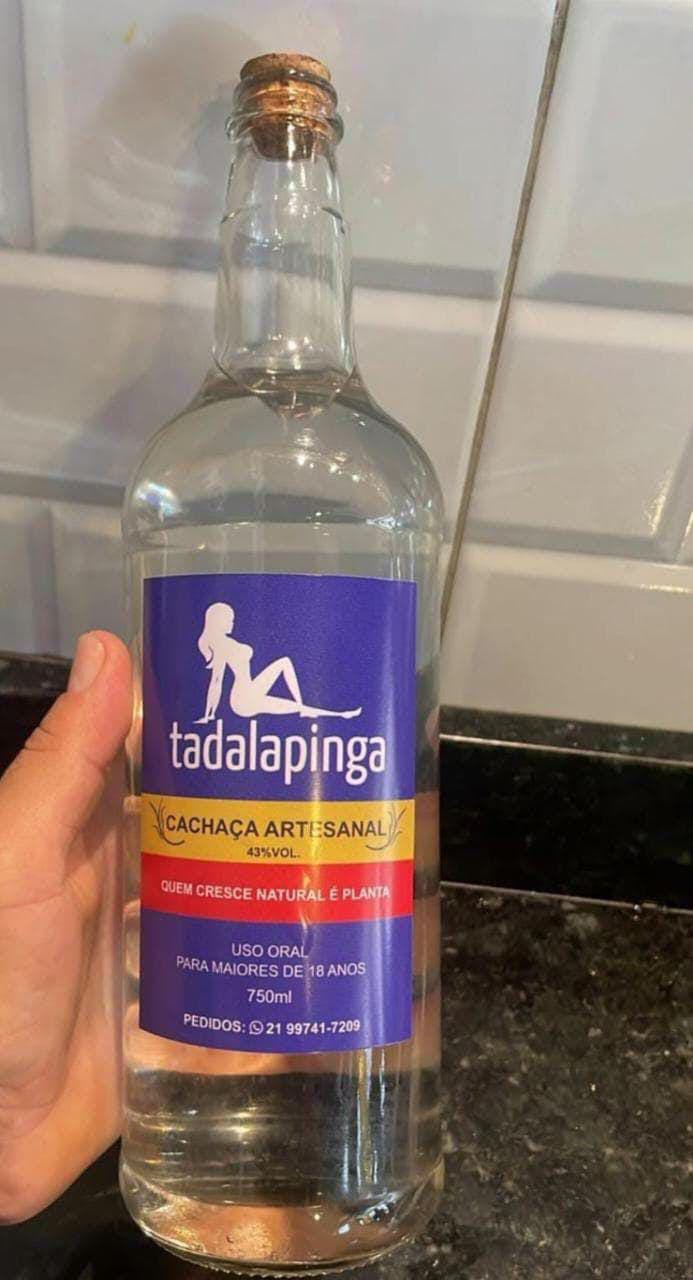 tadalapinga
CACHAÇA ARTESANAL
43%VOL.
QUEM CRESCE NATURAL É PLANTA
USO ORAL
PARA MAIORES DE 18 ANOS
750ml
PEDIDOS: 21 99741-7209